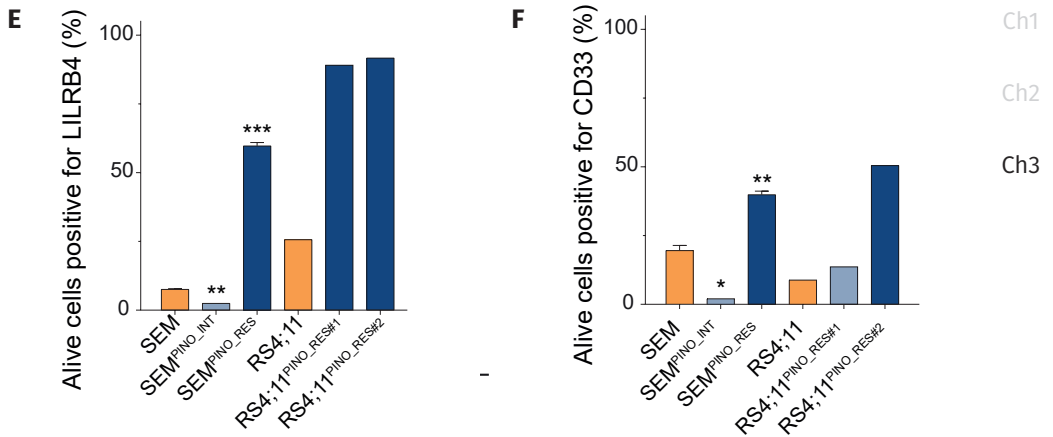 E
Alive cells positive for LILRB4 (%)
100
50
0
**
***
SEM
SEMPINO_INT
SEMPINO_RES
RS4;11
RS4;11PINO_RES#1
RS4;11PINO_RES#2
-
F
Alive cells positive for CD33 (%)
100
50
0
*
**
SEM
SEMPINO_INT
SEMPINO_RES
RS4;11
RS4;11PINO_RES#1
RS4;11PINO_RES#2
Ch1
Ch2
Ch3